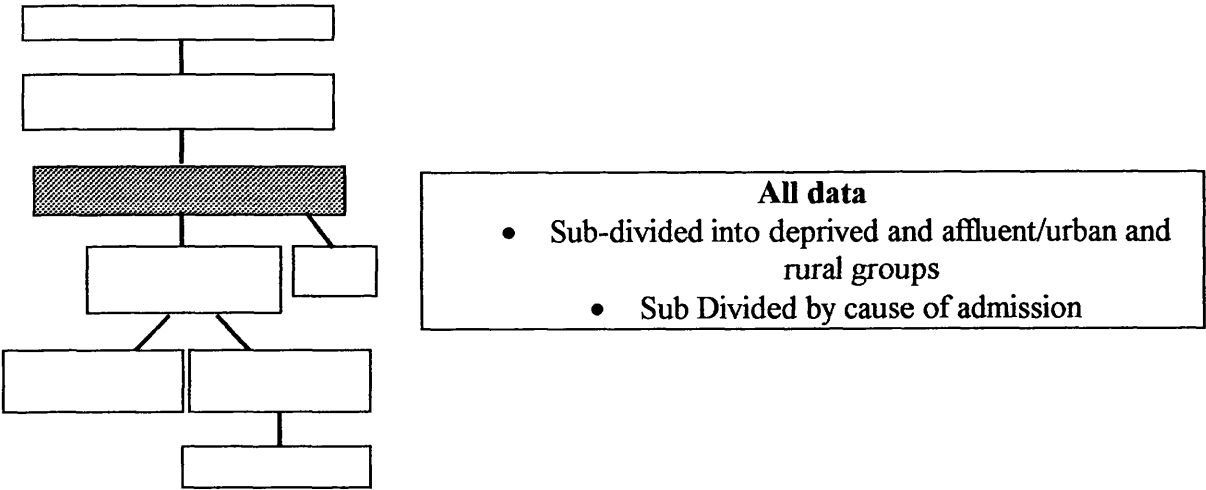 All data
• Sub-divided into deprived and affluent/urban and
rural groups
• Sub Divided by cause of admission